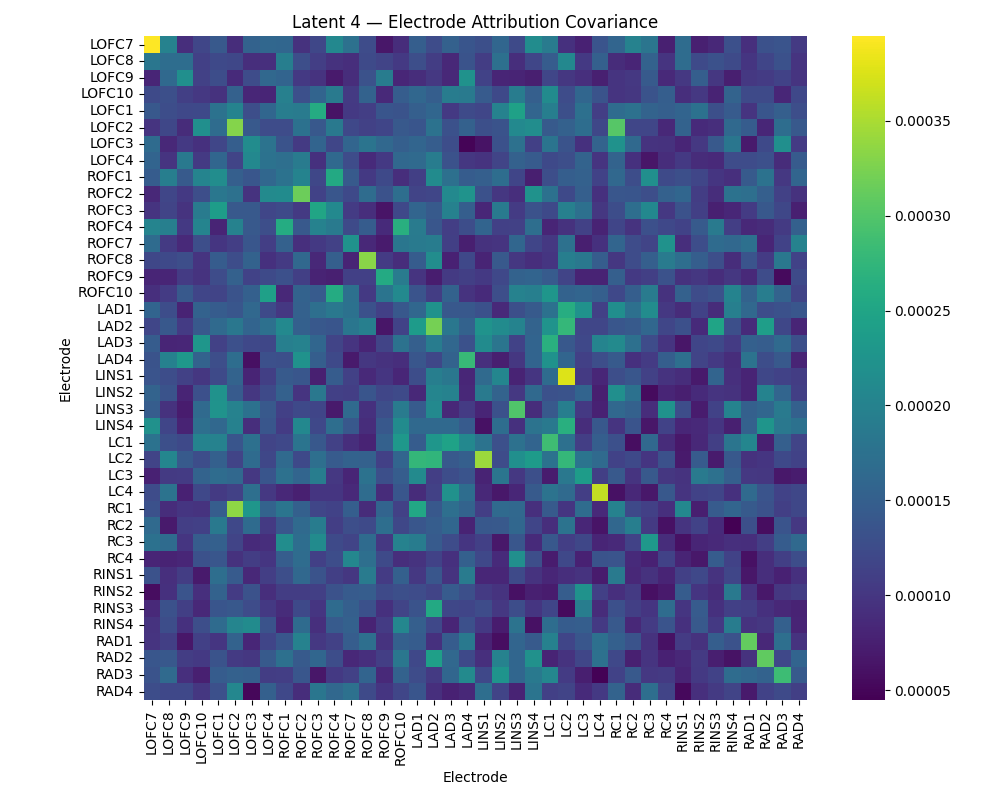 Latent 4 — Electrode Attribution Covariance
LOFC7
LOFC8
LOFC9
LOFC10
LOFC1
LOFC2
LOFC3
LOFC4
ROFC1
ROFC2
ROFC3
ROFC4
ROFC7
ROFC8
ROFC9
ROFC10
LAD1
LAD2
LAD3
LAD4
LINS1
LINS2
LINS3
LINS4
LC1
LC2
LC3
LC4
RC1
RC2
RC3
RC4
RINS1
RINS2
RINS3
RINS4
RAD1
RAD2
RAD3
RAD4
Electrode
LOFC7
LOFC8
LOFC9
LOFC10
LOFC1
LOFC2
LOFC3
LOFC4
ROFC1
ROFC2
ROFC3
ROFC4
ROFC7
ROFC8
ROFC9
ROFC10
LAD1
LAD2
LAD3
LAD4
LINS1
LINS2
LINS3
LINS4
LC1
LC2
LC3
LC4
RC1
RC2
RC3
RC4
RINS1
RINS2
RINS3
RINS4
RAD1
RAD2
RAD3
RAD4
Electrode
0.00035
0.00030
0.00025
0.00020
0.00015
0.00010
0.00005